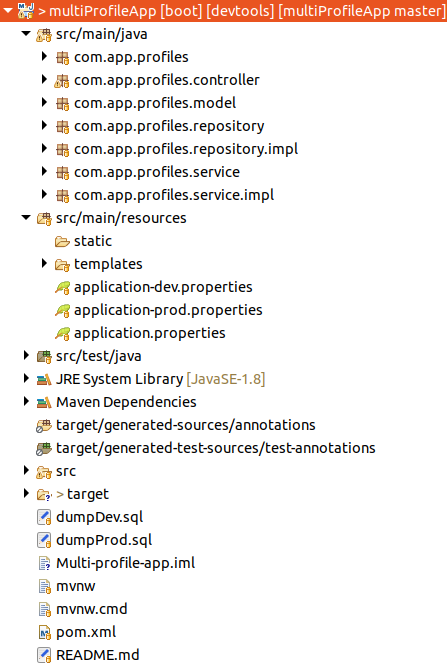 > multiProfileApp [boot] [devtools] [multiProfileApp master]
src/main/java
com.app.profiles
com.app.profiles.controller
com.app.profiles.model
com.app.profiles.repository
com.app.profiles.repository.impl
com.app.profiles.service
com.app.profiles.service.impl
src/main/resources
static
templates
application-dev.properties
application-prod.properties
application.properties
src/test/java
JRE System Library [JavaSE-1.8]
Maven Dependencies
target/generated-sources/annotations
target/generated-test-sources/test-annotations
src
> target
dumpDev.sql
dumpProd.sql
Multi-profile-app.iml
mvnw
mvnw.cmd
pom.xml
README.md